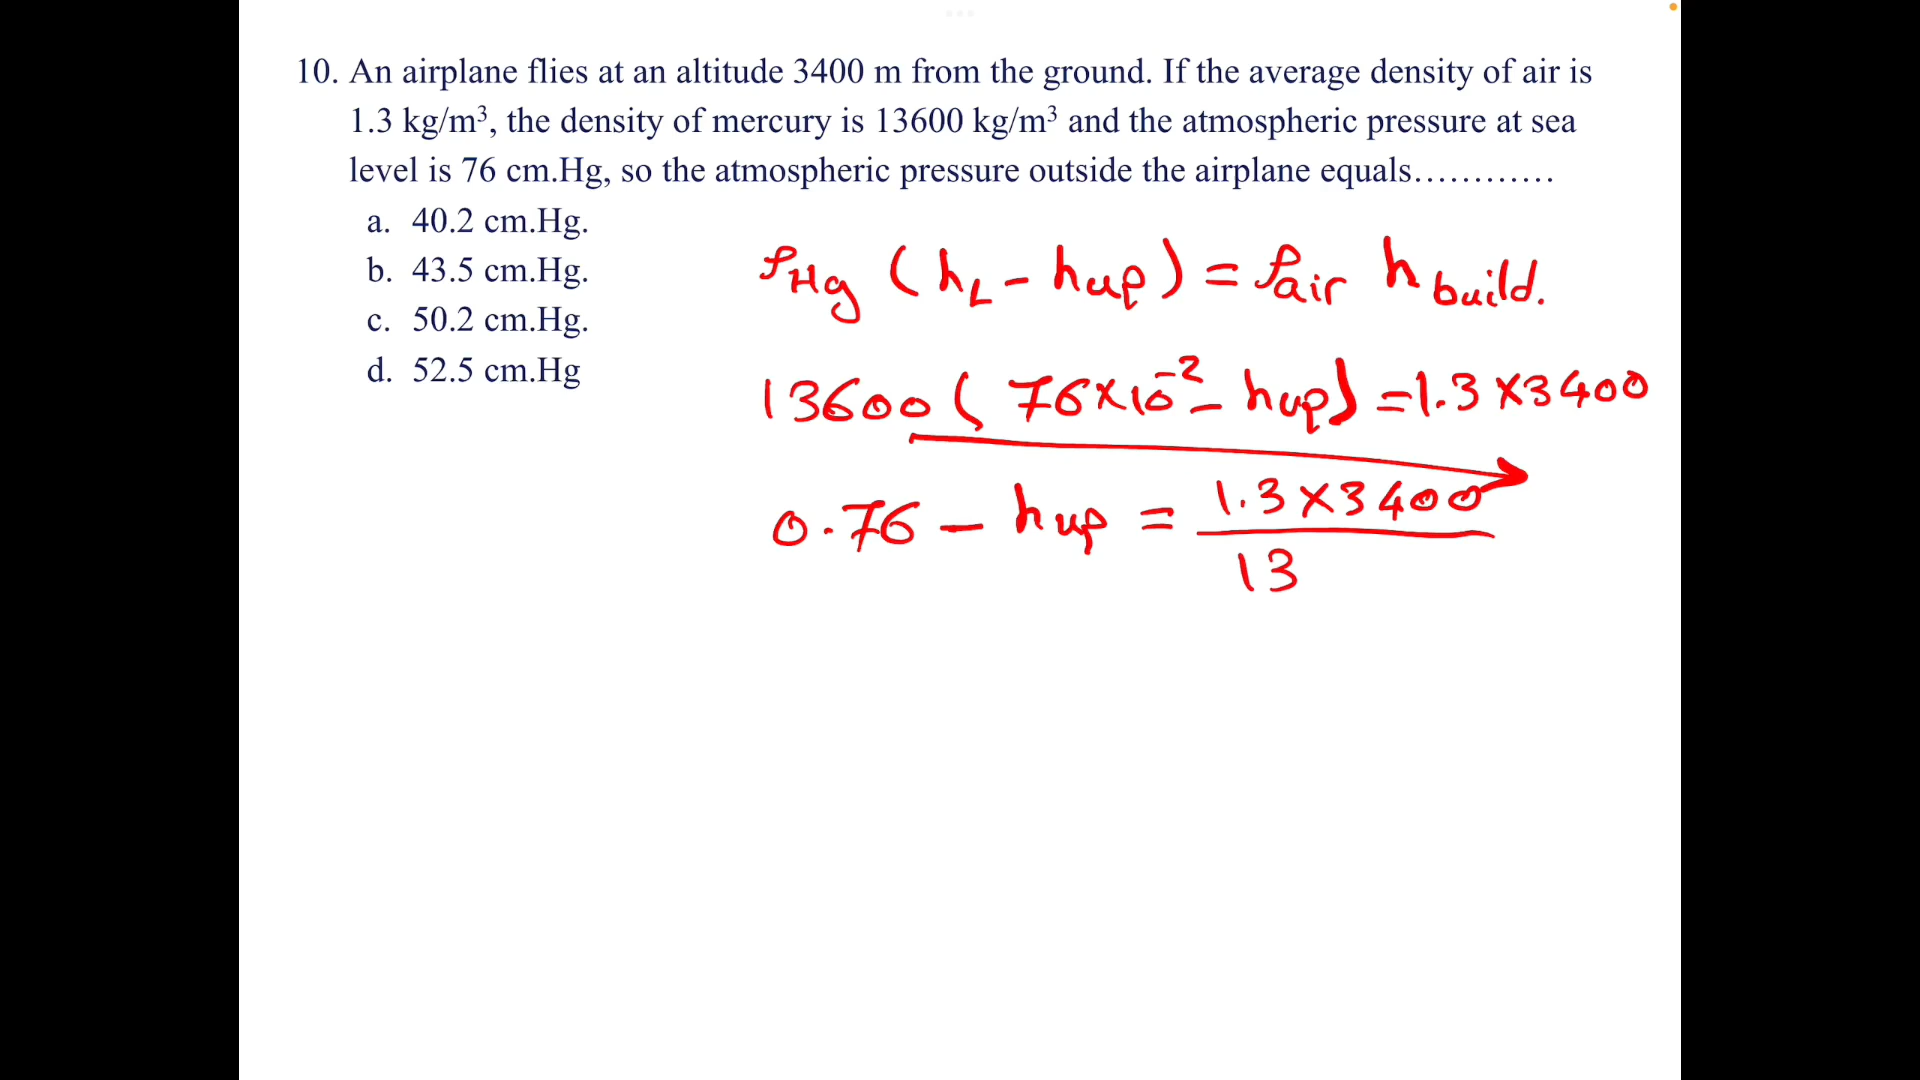 10. An airplane flies at an altitude 3400 m from the ground. If the average density of air is
1.3 kg/m³, the density of mercury is 13600 kg/m³ and the atmospheric pressure at sea
level is 76 cm.Hg, so the atmospheric pressure outside the airplane equals…………
a. 40.2 cm.Hg.
b. 43.5 cm.Hg.
c. 50.2 cm.Hg.
d. 52.5 cm.Hg
ρHg (hL - hup) = ρair h build.
13600 ( 76×10⁻² - hup) = 1.3 × 3400
0.76 - hup = 1.3 × 3400
13